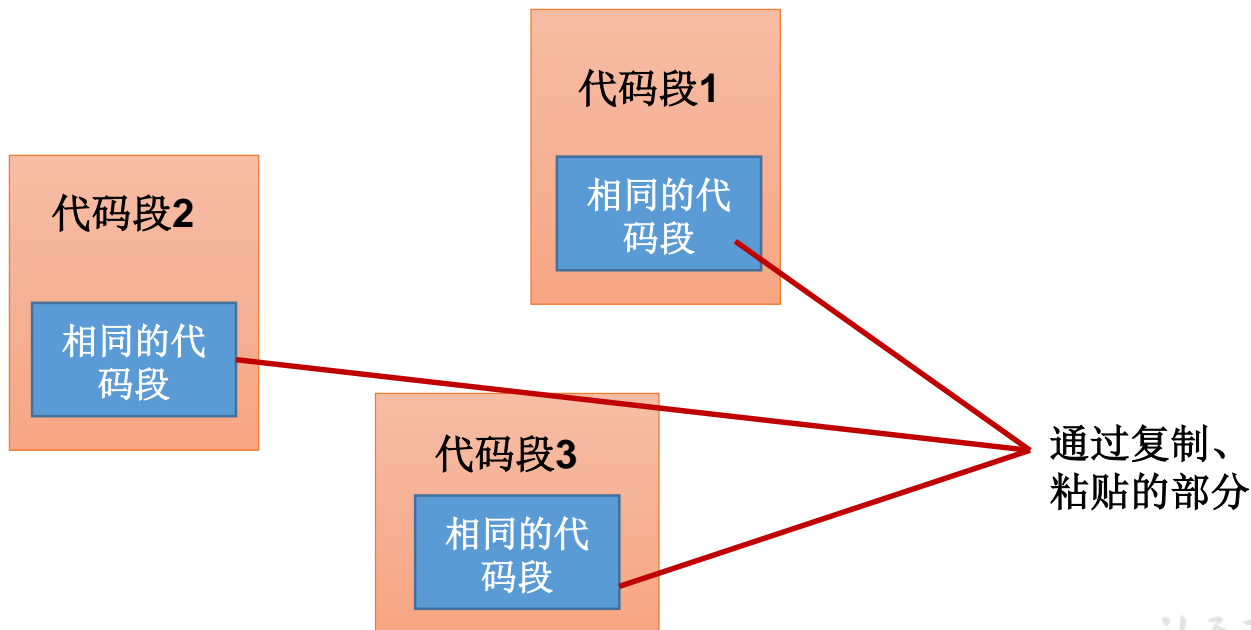 代码段1
相同的代
码段
代码段2
相同的代
码段
代码段3
相同的代
码段
通过复制、
粘贴的部分